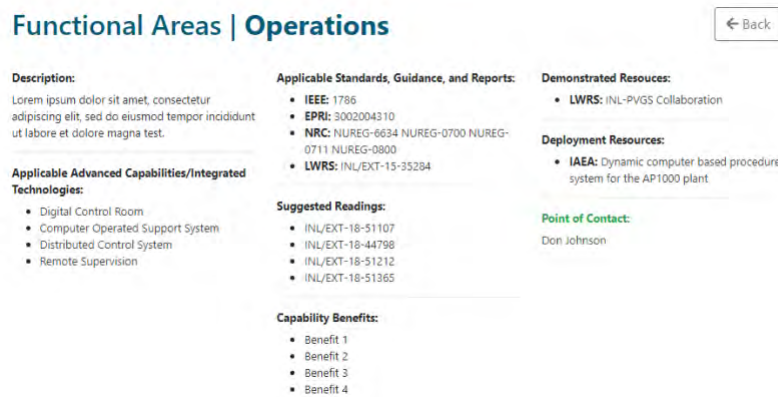 Functional Areas | Operations
← Back
Description:
Lorem ipsum dolor sit amet, consectetur
adipiscing elit, sed do eiusmod tempor incididunt
ut labore et dolore magna test.
Applicable Advanced Capabilities/Integrated
Technologies:
• Digital Control Room
• Computer Operated Support System
• Distributed Control System
• Remote Supervision
Applicable Standards, Guidance, and Reports:
• IEEE: 1786
• EPRI: 3002004310
• NRC: NUREG-6634 NUREG-0700 NUREG-
0711 NUREG-0800
• LWRS: INL/EXT-15-35284
Suggested Readings:
• INL/EXT-18-51107
• INL/EXT-18-44798
• INL/EXT-18-51212
• INL/EXT-18-51365
Capability Benefits:
• Benefit 1
• Benefit 2
• Benefit 3
• Benefit 4
Demonstrated Resouces:
• LWRS: INL-PVGS Collaboration
Deployment Resources:
• IAEA: Dynamic computer based procedure
system for the AP1000 plant
Point of Contact:
Don Johnson